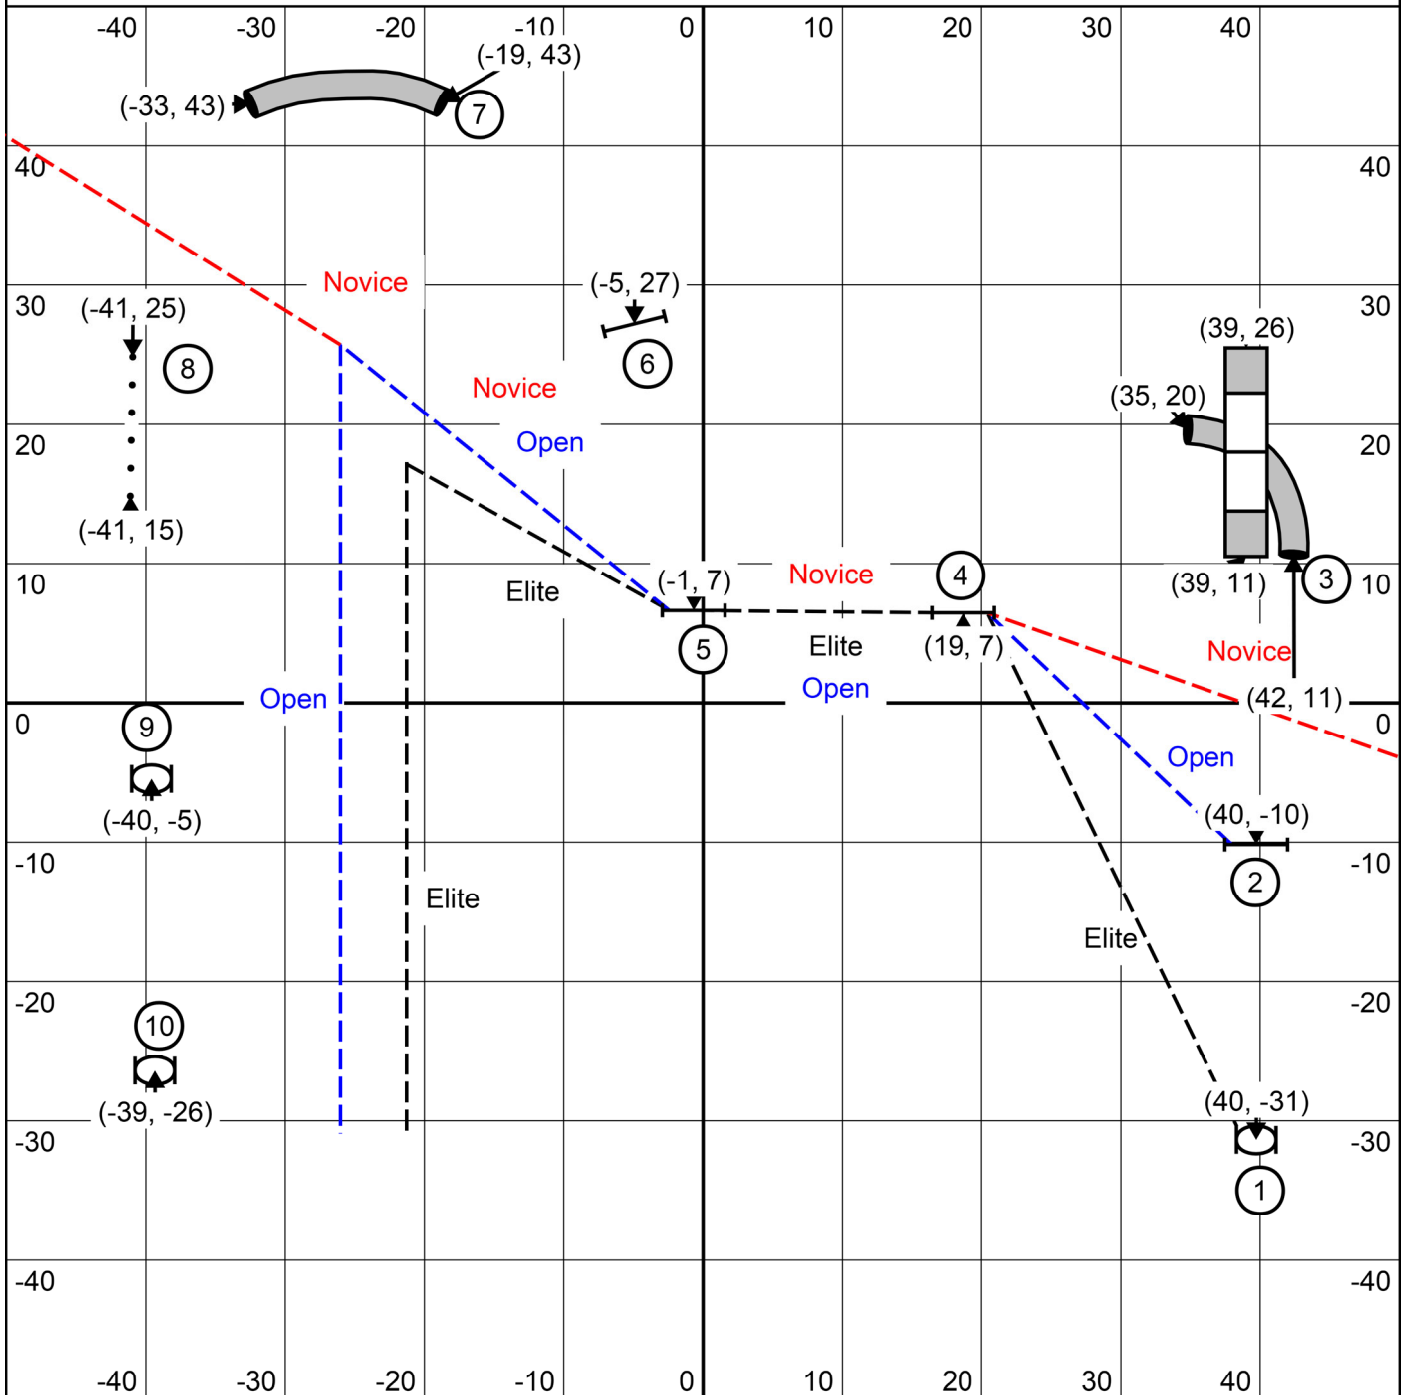 -40 -30 -20 -10 0 10 20 30 40
(-19, 43)
(-33, 43)
7
40 40
Novice
(-5, 27)
30 30
(-41, 25)
(39, 26)
6
8
Novice
(35, 20)
20 Open 20
(-41, 15)
4
(-1, 7) Novice
10 Elite (39, 11) 3 10
5 Elite (19, 7) Novice
Open Open (42, 11)
0 9 0
Open
(40, -10)
(-40, -5)
-10 -10
2
Elite
Elite
-20 -20
10
(-39, -26) (40, -31)
-30 -30
1
-40 -40
-40 -30 -20 -10 0 10 20 30 40